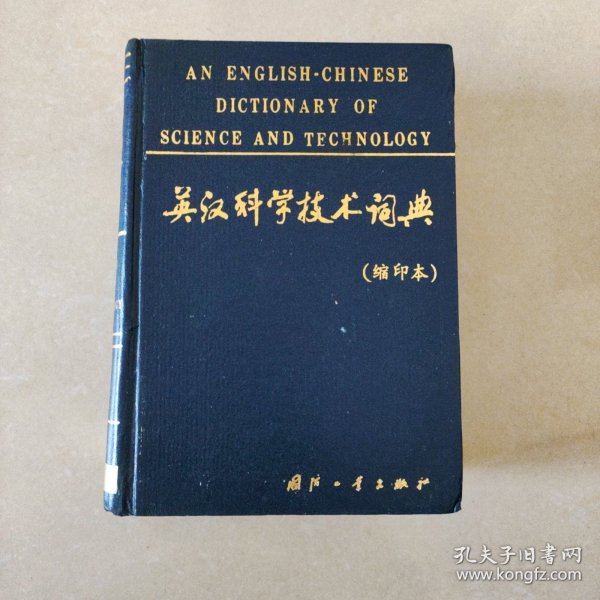 AN ENGLISH-CHINESE
DICTIONARY OF
SCIENCE AND TECHNOLOGY
英汉科学技术词典
(缩印本)
国防工业出版社
孔夫子旧书网
www.kongfz.com